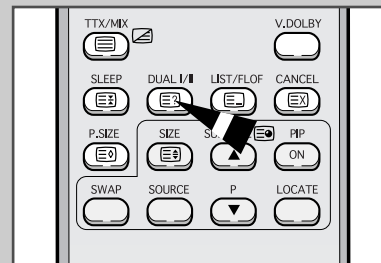 TTX/MIX V.DOLBY
SLEEP DUAL I/II LIST/FLOF CANCEL
P.SIZE SIZE PIP
ON
SWAP SOURCE P LOCATE